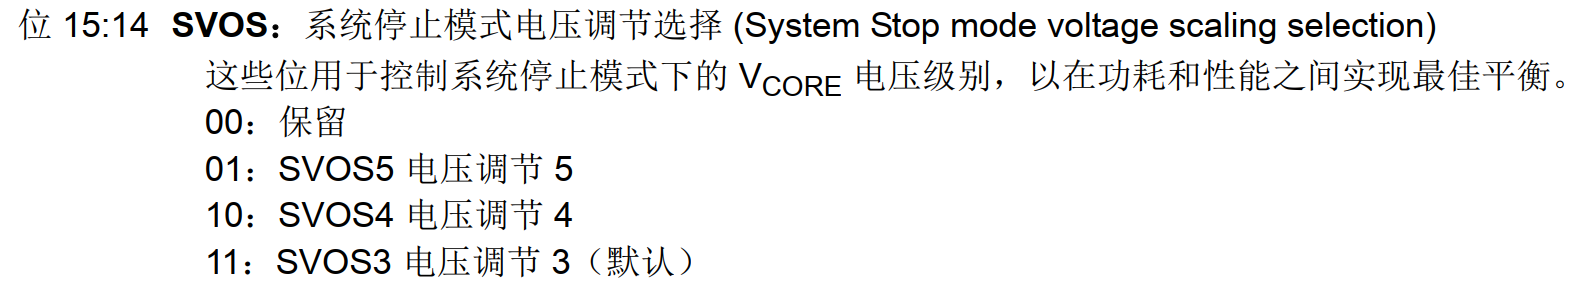 位 15:14 SVOS：系统停止模式电压调节选择 (System Stop mode voltage scaling selection)
这些位用于控制系统停止模式下的 VCORE 电压级别，以在功耗和性能之间实现最佳平衡。
00：保留
01：SVOS5 电压调节 5
10：SVOS4 电压调节 4
11：SVOS3 电压调节 3（默认）